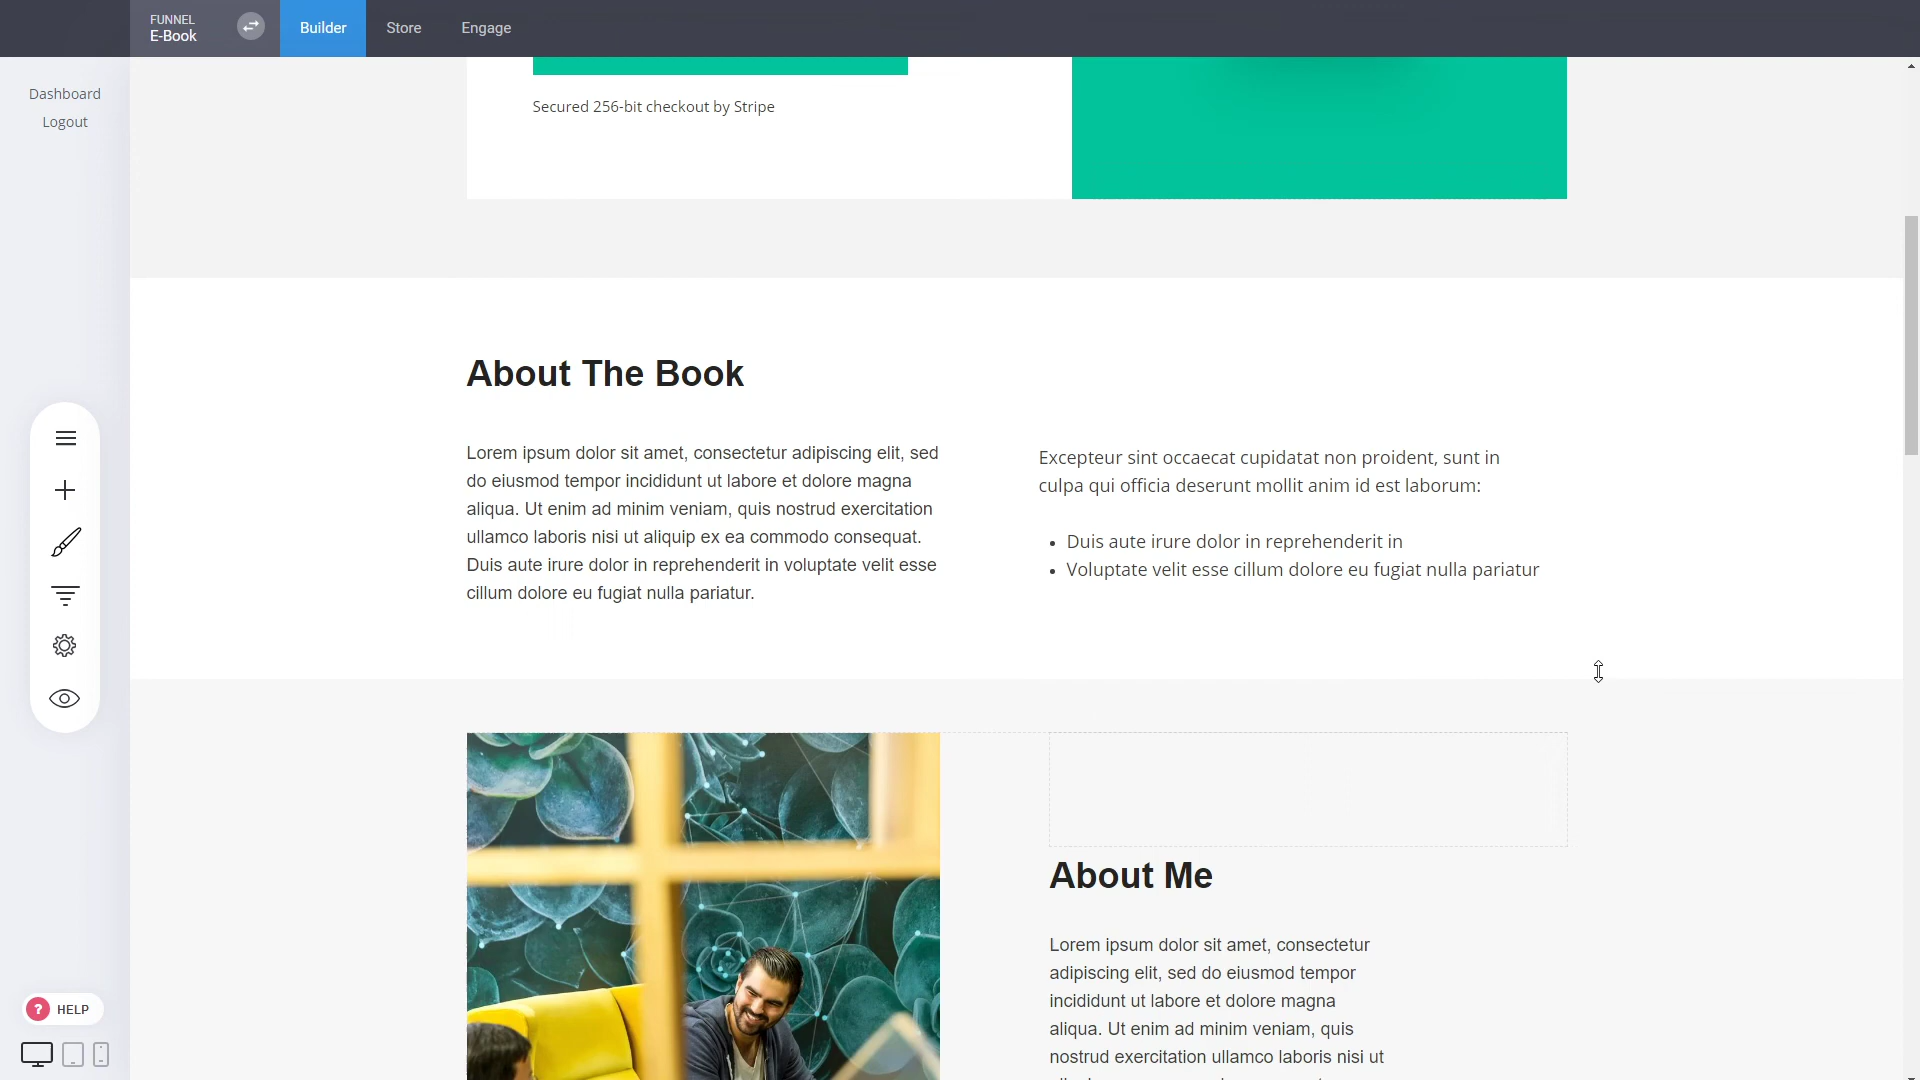 FUNNEL
E-Book
Builder
Store
Engage
Dashboard
Logout
Secured 256-bit checkout by Stripe
About The Book
Lorem ipsum dolor sit amet, consectetur adipiscing elit, sed
do eiusmod tempor incididunt ut labore et dolore magna
aliqua. Ut enim ad minim veniam, quis nostrud exercitation
ullamco laboris nisi ut aliquip ex ea commodo consequat.
Duis aute irure dolor in reprehenderit in voluptate velit esse
cillum dolore eu fugiat nulla pariatur.
Excepteur sint occaecat cupidatat non proident, sunt in
culpa qui officia deserunt mollit anim id est laborum:
• Duis aute irure dolor in reprehenderit in
• Voluptate velit esse cillum dolore eu fugiat nulla pariatur
About Me
Lorem ipsum dolor sit amet, consectetur
adipiscing elit, sed do eiusmod tempor
incididunt ut labore et dolore magna
aliqua. Ut enim ad minim veniam, quis
nostrud exercitation ullamco laboris nisi ut
? HELP